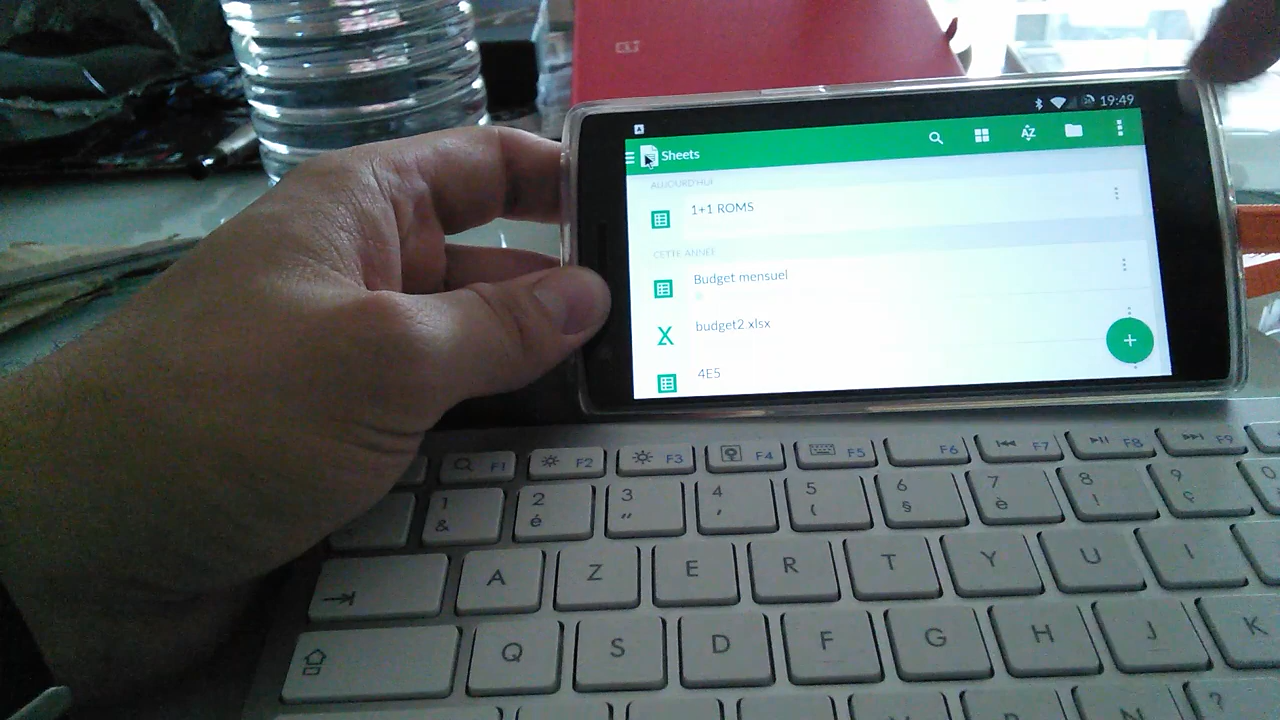 19:49
Sheets
AUJOURD'HUI
1+1 ROMS
CETTE ANNÉE
Budget mensuel
budget2 xlsx
4E5
F1 F2 F3 F4 F5 F6 F7 F8 F9
1 2 3 4 5 6 7 8 9 0
& é " ' ( § è ! ç
A Z E R T Y U I
Q S D F G H J K
?